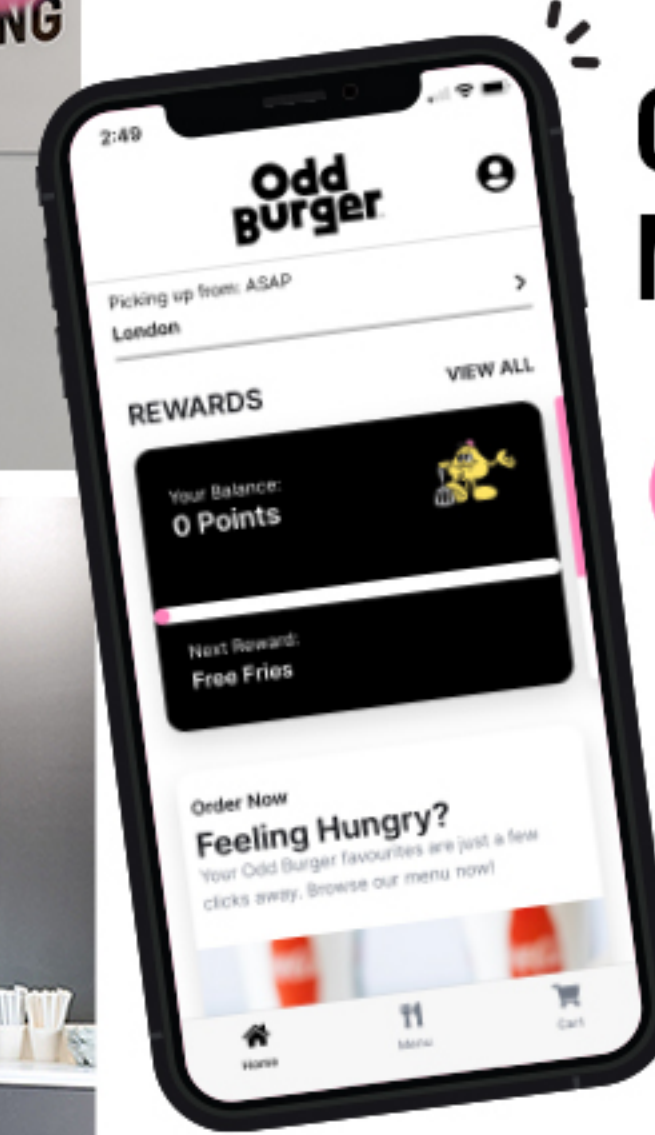 NG
2:49
Odd
Burger
Picking up from: ASAP
London
REWARDS
VIEW ALL
Your Balance:
0 Points
Next Reward:
Free Fries
Order Now
Feeling Hungry?
Your Odd Burger favourites are just a few
clicks away. Browse our menu now!
Home
Menu
Cart